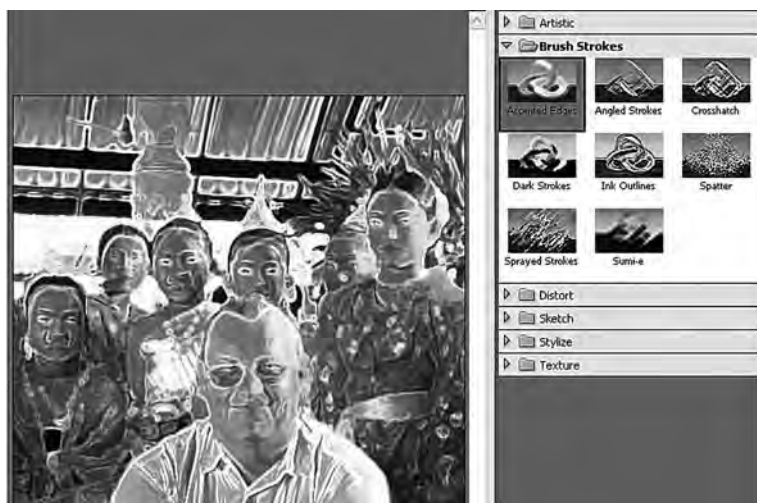 Artistic
Brush Strokes
Accented Edges
Angled Strokes
Crosshatch
Dark Strokes
Ink Outlines
Spatter
Sprayed Strokes
Sumi-e
Distort
Sketch
Stylize
Texture